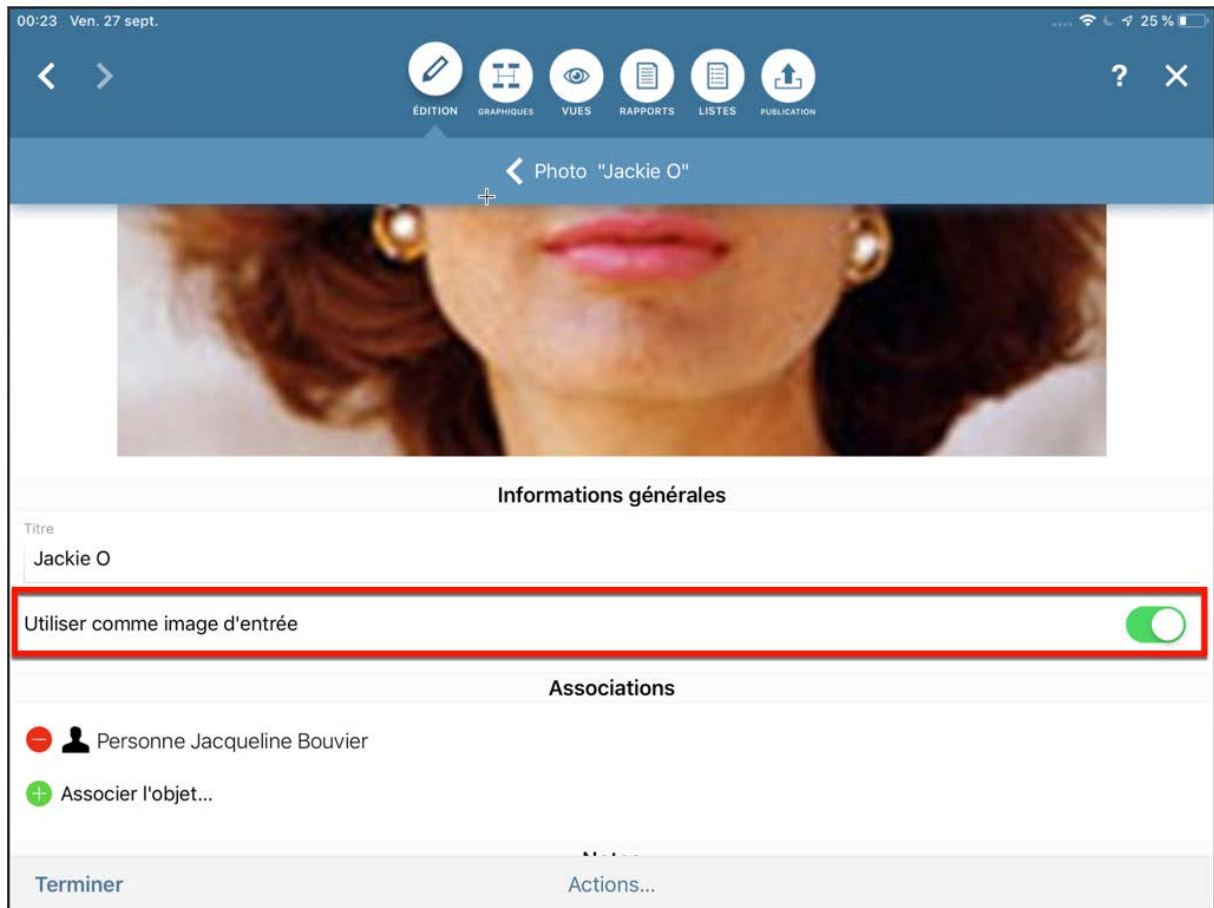 00:23 Ven. 27 sept.
25 %
?
ÉDITION GRAPHIQUES VUES RAPPORTS LISTES PUBLICATION
Photo "Jackie O"
Informations générales
Titre
Jackie O
Utiliser comme image d'entrée
Associations
Personne Jacqueline Bouvier
Associer l'objet...
Terminer Actions...